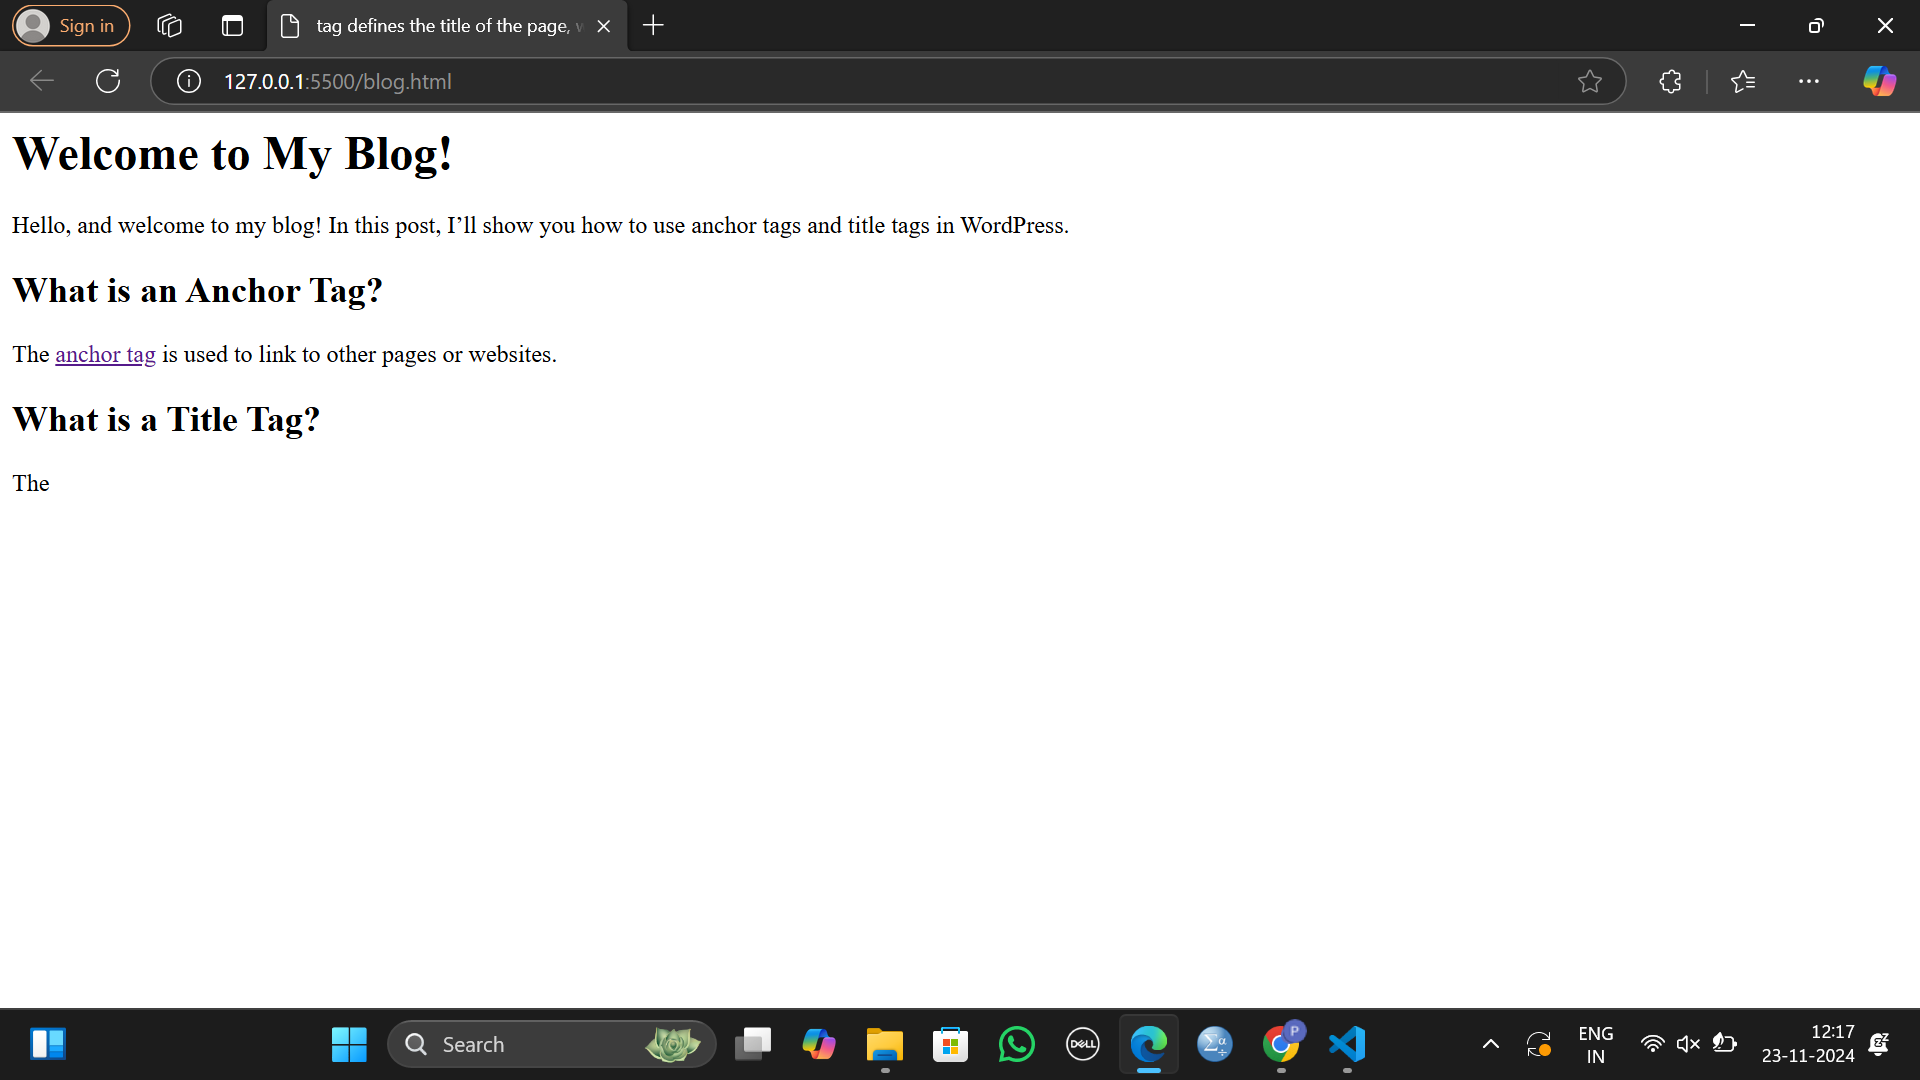 Sign in
tag defines the title of the page,
127.0.0.1:5500/blog.html
Welcome to My Blog!
Hello, and welcome to my blog! In this post, I’ll show you how to use anchor tags and title tags in WordPress.
What is an Anchor Tag?
The anchor tag is used to link to other pages or websites.
What is a Title Tag?
The
Search
DELL
Σα
P
ENG
IN
12:17
23-11-2024